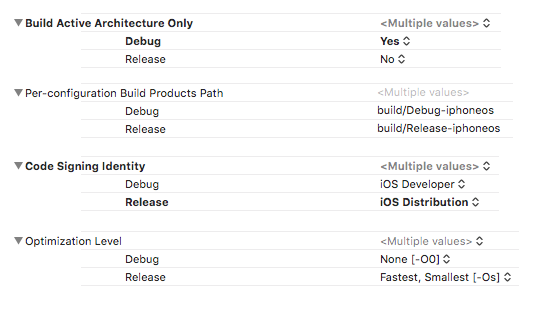 Build Active Architecture Only <Multiple values>
Debug Yes
Release No
Per-configuration Build Products Path <Multiple values>
Debug build/Debug-iphoneos
Release build/Release-iphoneos
Code Signing Identity <Multiple values>
Debug iOS Developer
Release iOS Distribution
Optimization Level <Multiple values>
Debug None [-O0]
Release Fastest, Smallest [-Os]